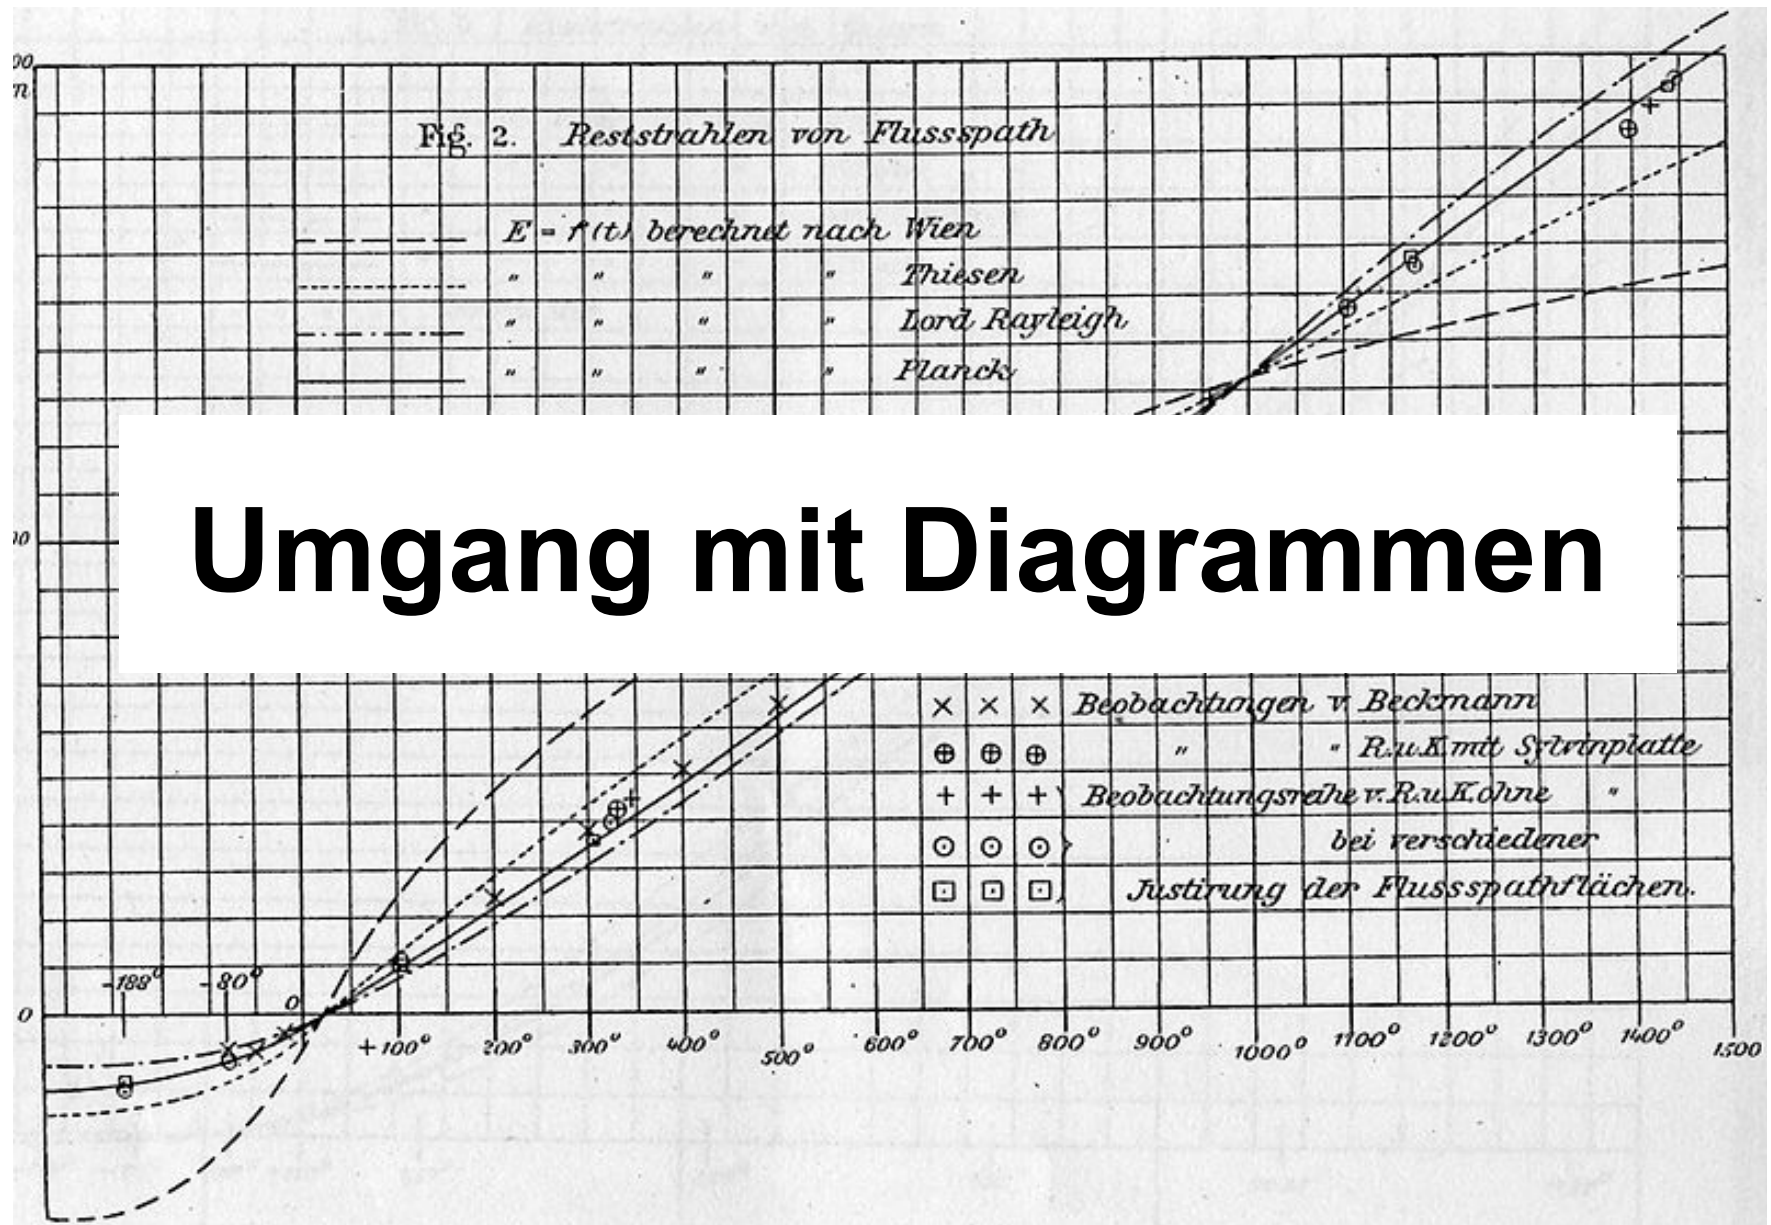 Fig. 2. Reststrahlen von Flussspath
E = f(t) berechnet nach Wien
" " " " Thiesen
" " " " Lord Rayleigh
" " " " Planck
Umgang mit Diagrammen
× × × Beobachtungen v. Beckmann
⊕ ⊕ ⊕ " " R.u.K. mit Sylvinplatte
+ + + Beobachtungsreihe v. R.u.K. ohne "
⊙ ⊙ ⊙ bei verschiedener
⊡ ⊡ ⊡ Justirung der Flussspathflächen.
-188° -80° 0
0
+100° 200° 300° 400° 500° 600° 700° 800° 900° 1000° 1100° 1200° 1300° 1400° 1500